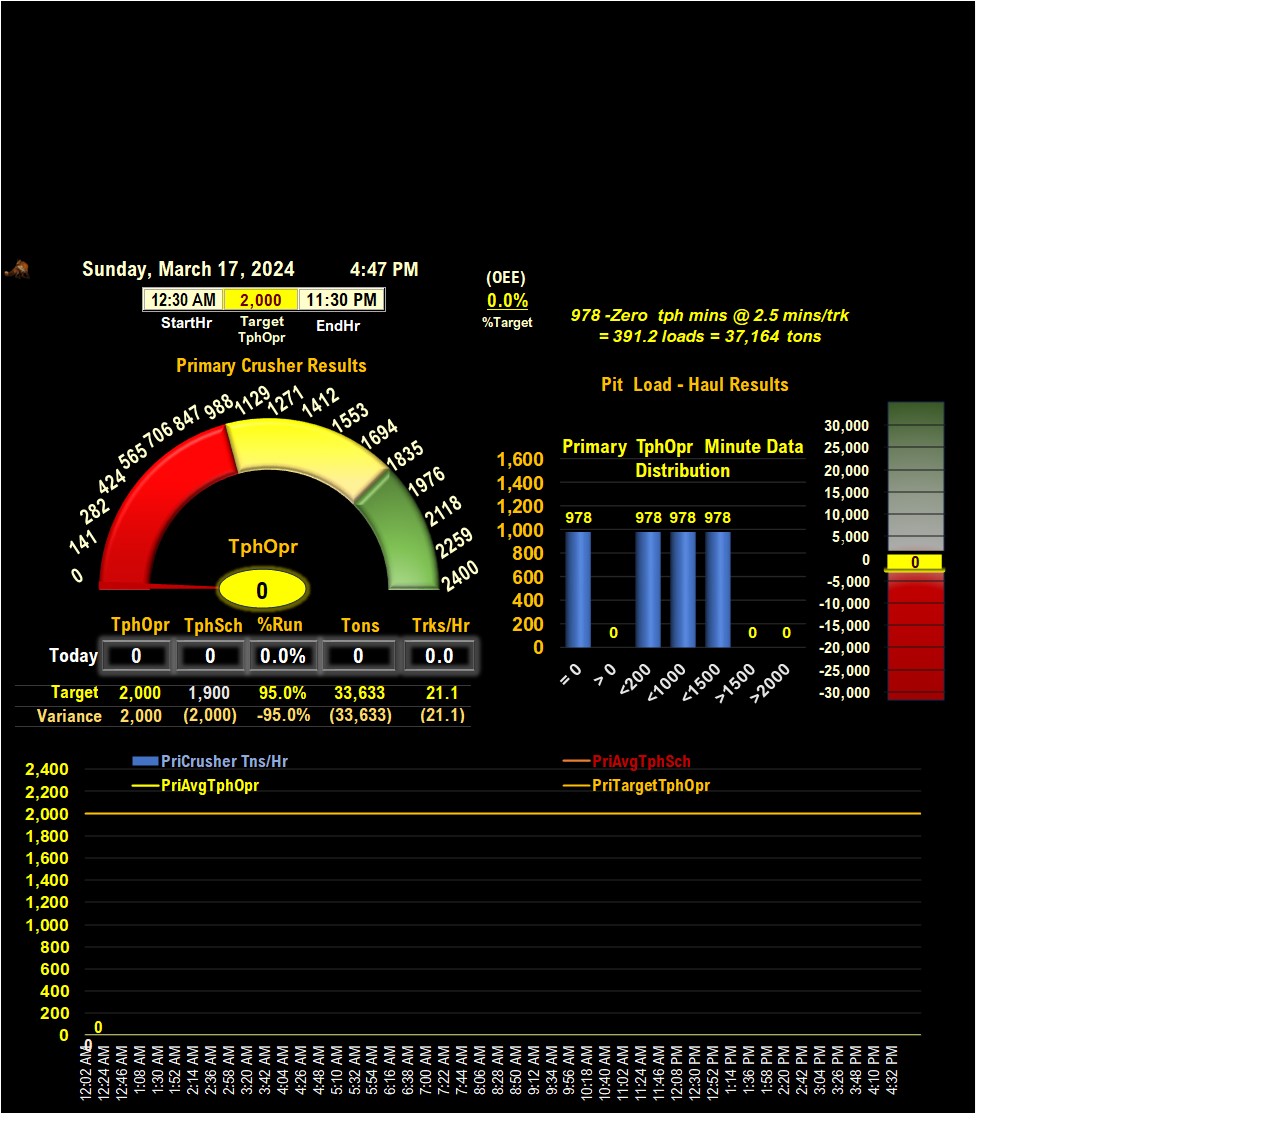 Sunday, March 17, 2024 4:47 PM
12:30 AM 2,000 11:30 PM
StartHr Target TphOpr EndHr
(OEE)
0.0%
%Target
978 -Zero tph mins @ 2.5 mins/trk
= 391.2 loads = 37,164 tons
Primary Crusher Results
0 141 282 424 565 706 847 988 1129 1271 1412 1553 1694 1835 1976 2118 2259 2400
TphOpr
0
TphOpr TphSch %Run Tons Trks/Hr
Today 0 0 0.0% 0 0.0
Target 2,000 1,900 95.0% 33,633 21.1
Variance 2,000 (2,000) -95.0% (33,633) (21.1)
Pit Load - Haul Results
Primary TphOpr Minute Data
Distribution
1,600
1,400
1,200
1,000
800
600
400
200
0
978 0 978 978 978 0 0
= 0 > 0 <200 <1000 <1500 >1500 >2000
30,000
25,000
20,000
15,000
10,000
5,000
0 0
-5,000
-10,000
-15,000
-20,000
-25,000
-30,000
PriCrusher Tns/Hr PriAvgTphSch
PriAvgTphOpr PriTargetTphOpr
2,400
2,200
2,000
1,800
1,600
1,400
1,200
1,000
800
600
400
200
0
0
0
12:02 AM 12:24 AM 12:46 AM 1:08 AM 1:30 AM 1:52 AM 2:14 AM 2:36 AM 2:58 AM 3:20 AM 3:42 AM 4:04 AM 4:26 AM 4:48 AM 5:10 AM 5:32 AM 5:54 AM 6:16 AM 6:38 AM 7:00 AM 7:22 AM 7:44 AM 8:06 AM 8:28 AM 8:50 AM 9:12 AM 9:34 AM 9:56 AM 10:18 AM 10:40 AM 11:02 AM 11:24 AM 11:46 AM 12:08 PM 12:30 PM 12:52 PM 1:14 PM 1:36 PM 1:58 PM 2:20 PM 2:42 PM 3:04 PM 3:26 PM 3:48 PM 4:10 PM 4:32 PM